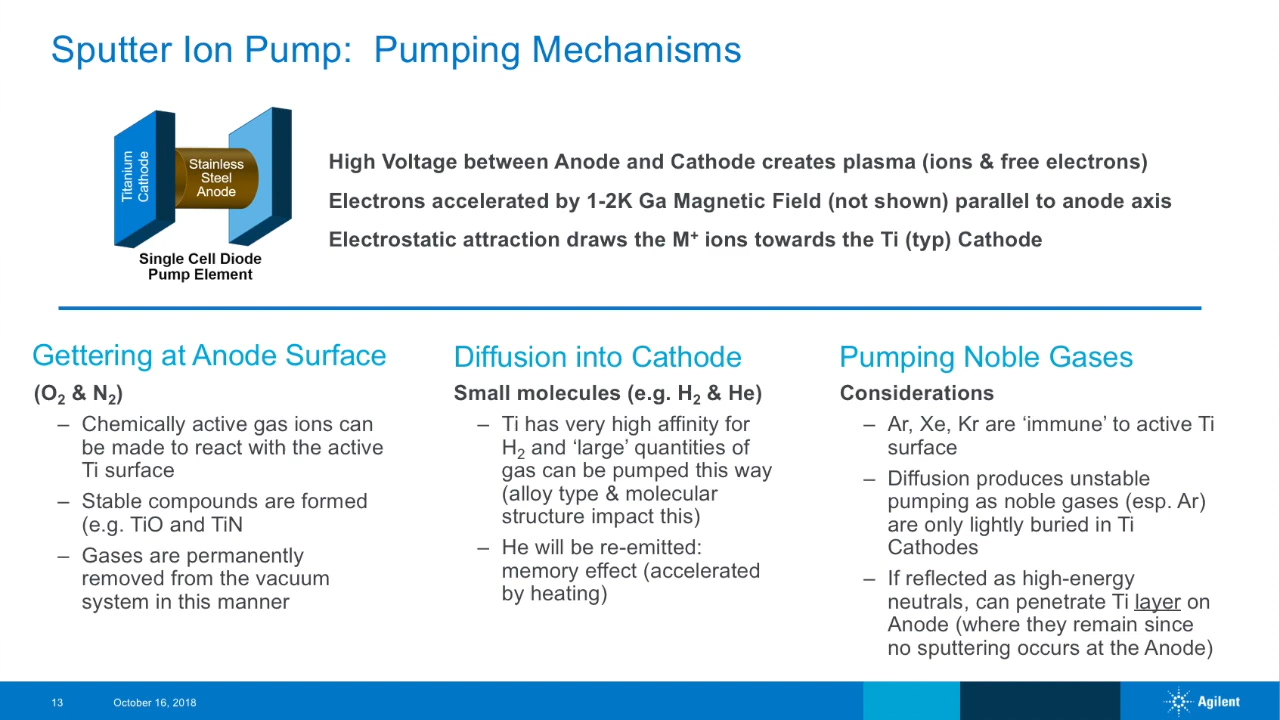 Sputter Ion Pump:  Pumping Mechanisms
Titanium
Cathode
Stainless
Steel
Anode
Single Cell Diode
Pump Element
High Voltage between Anode and Cathode creates plasma (ions & free electrons)
Electrons accelerated by 1-2K Ga Magnetic Field (not shown) parallel to anode axis
Electrostatic attraction draws the M⁺ ions towards the Ti (typ) Cathode
Gettering at Anode Surface
(O₂ & N₂)
– Chemically active gas ions can
be made to react with the active
Ti surface
– Stable compounds are formed
(e.g. TiO and TiN
– Gases are permanently
removed from the vacuum
system in this manner
Diffusion into Cathode
Small molecules (e.g. H₂ & He)
– Ti has very high affinity for
H₂ and ‘large’ quantities of
gas can be pumped this way
(alloy type & molecular
structure impact this)
– He will be re-emitted:
memory effect (accelerated
by heating)
Pumping Noble Gases
Considerations
– Ar, Xe, Kr are ‘immune’ to active Ti
surface
– Diffusion produces unstable
pumping as noble gases (esp. Ar)
are only lightly buried in Ti
Cathodes
– If reflected as high-energy
neutrals, can penetrate Ti layer on
Anode (where they remain since
no sputtering occurs at the Anode)
13
October 16, 2018
Agilent